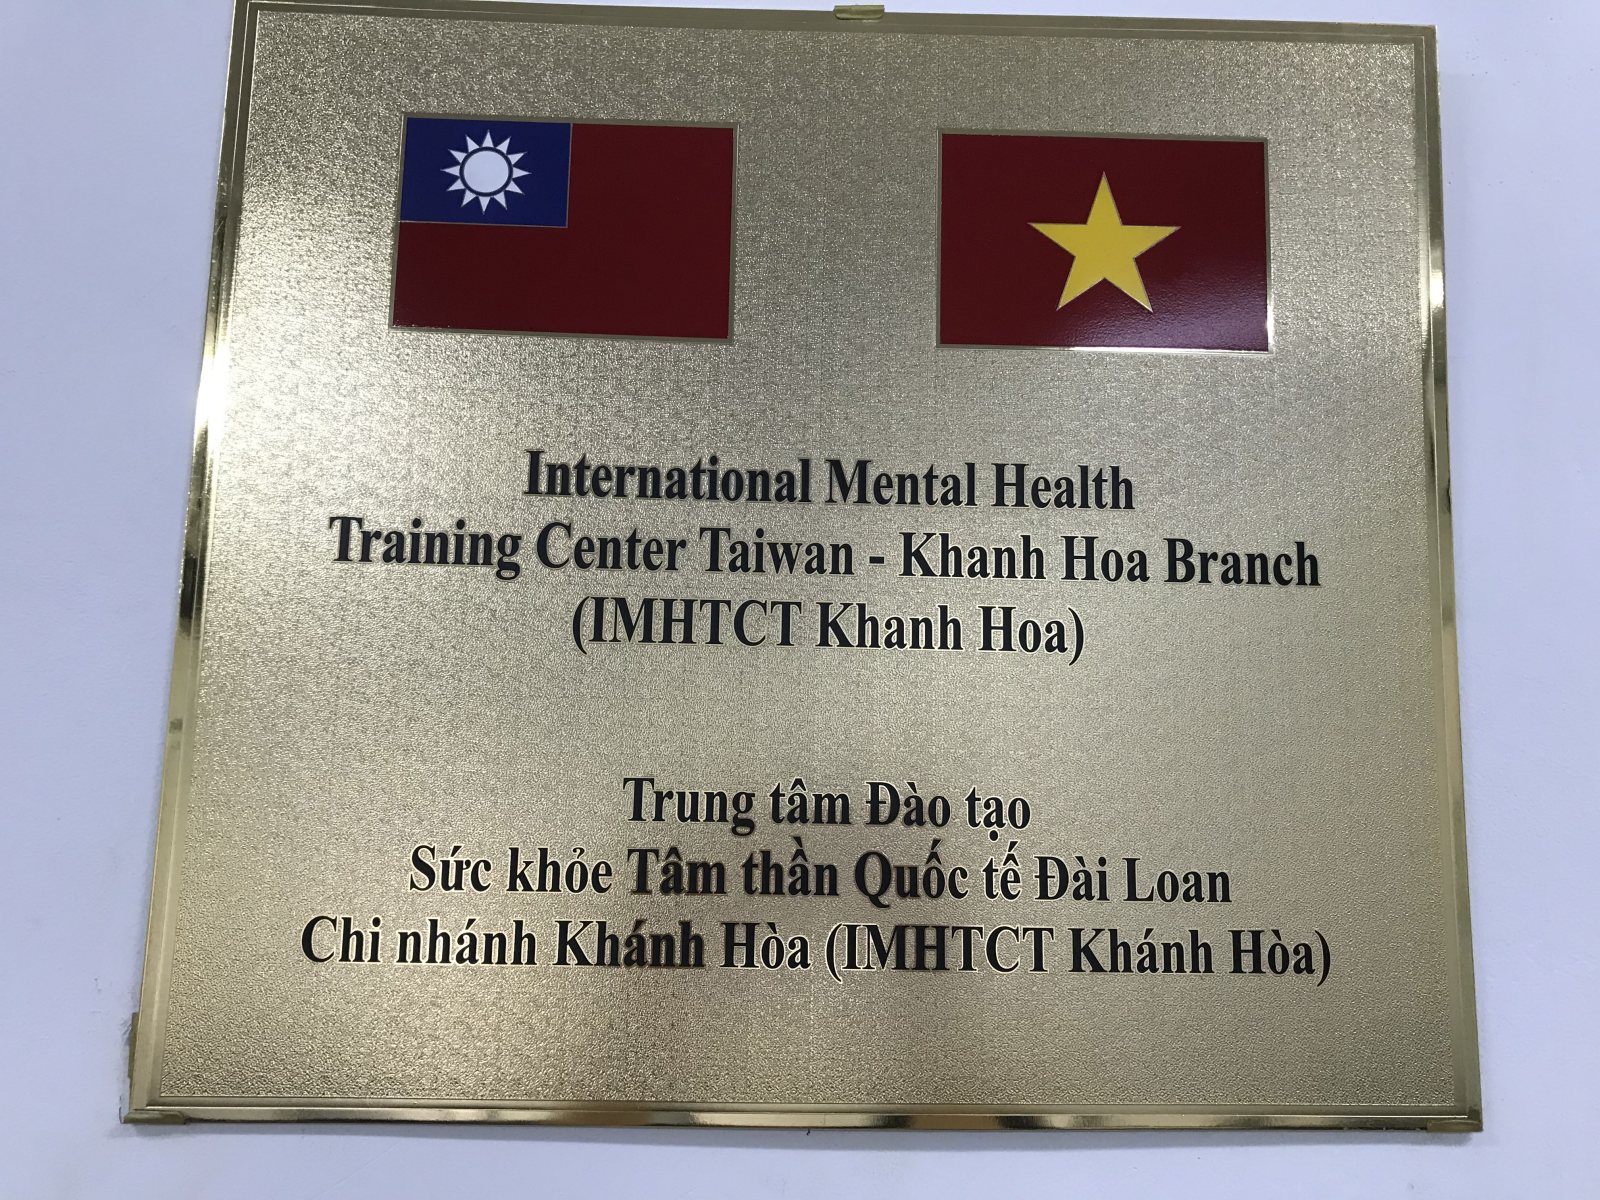 International Mental Health
Training Center Taiwan - Khanh Hoa Branch
(IMHTCT Khanh Hoa)
Trung tâm Đào tạo
Sức khỏe Tâm thần Quốc tế Đài Loan
Chi nhánh Khánh Hòa (IMHTCT Khánh Hòa)